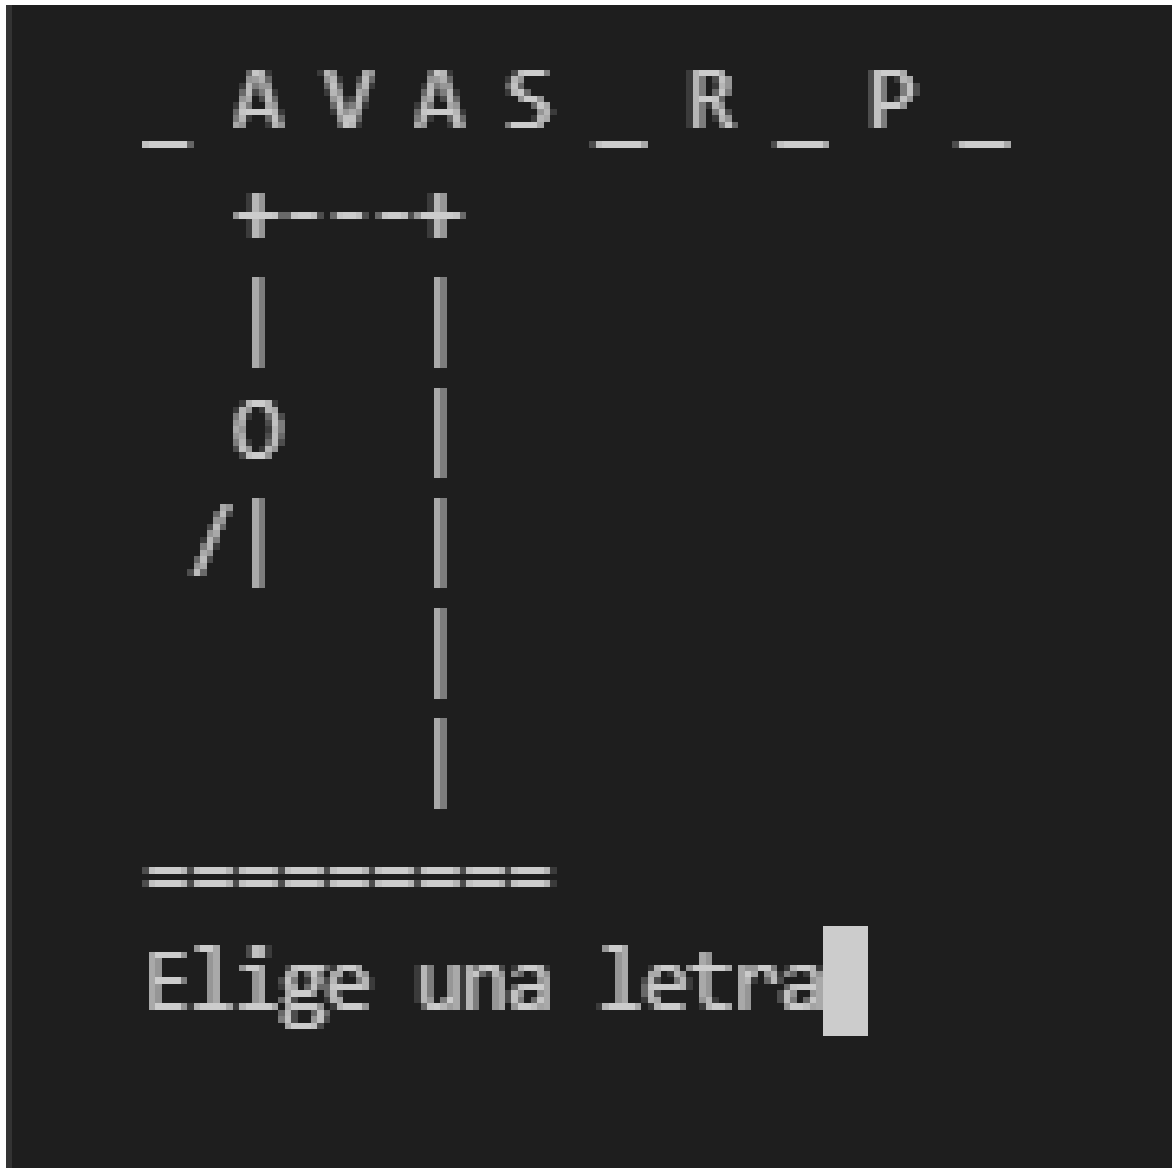 _ A V A S _ R _ P _
  +---+
  |   |
  O   |
 /|   |
      |
      |
=========
Elige una letra